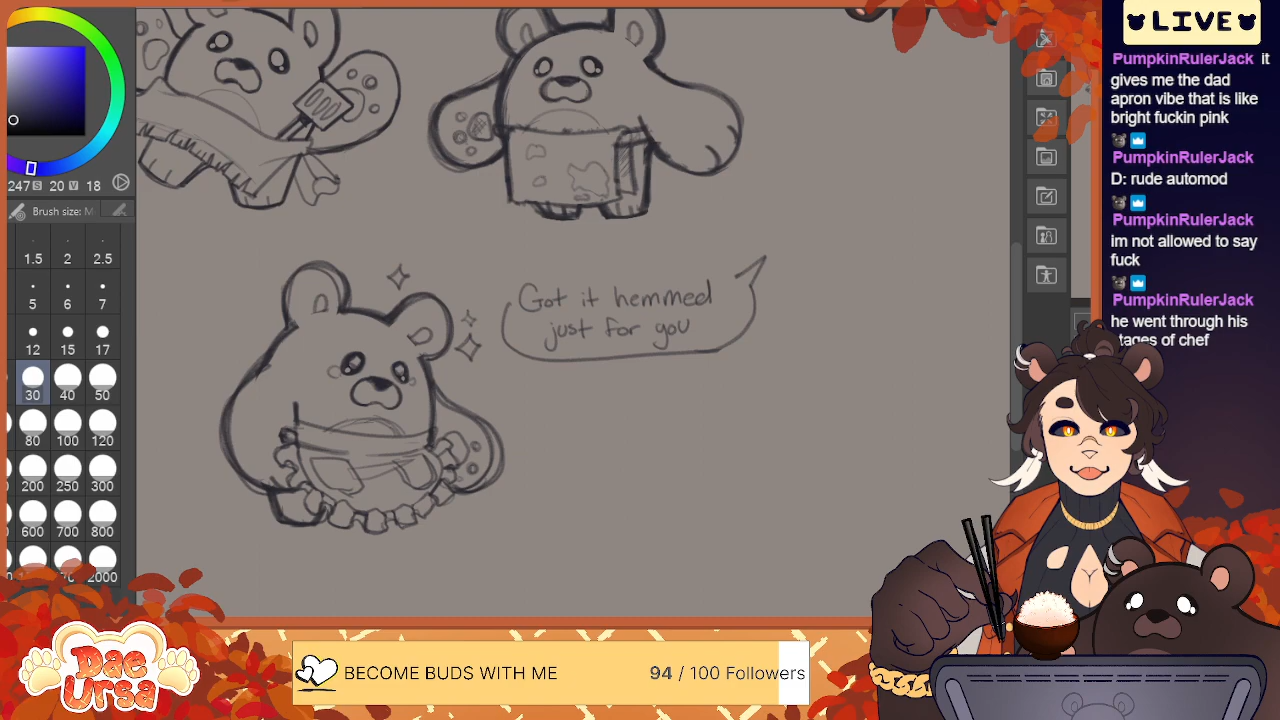 LIVE
PumpkinRulerJack it
gives me the dad
apron vibe that is like
bright fuckin pink
PumpkinRulerJack
D: rude automod
PumpkinRulerJack
im not allowed to say
fuck
PumpkinRulerJack
he went through his
tages of chef
247 S 20 V 18
Brush size: M
1.5 2 2.5
5 6 7
12 15 17
30 40 50
80 100 120
200 250 300
600 700 800
2000
Got it hemmed
just for you
Dae
Ursa
BECOME BUDS WITH ME 94 / 100 Followers